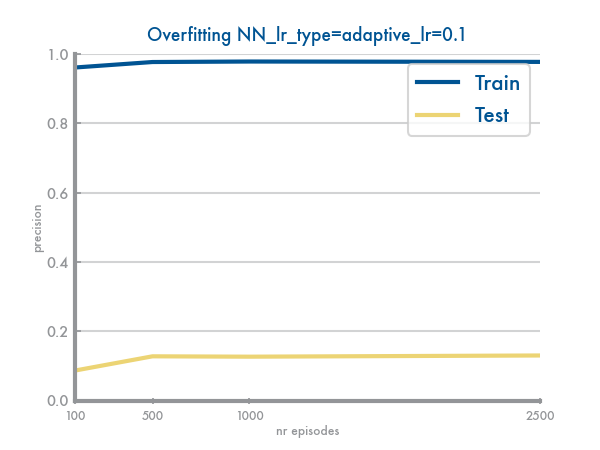 Overfitting NN_lr_type=adaptive_lr=0.1
1.0
0.8
0.6
0.4
0.2
0.0
precision
Train
Test
100 500 1000 2500
nr episodes